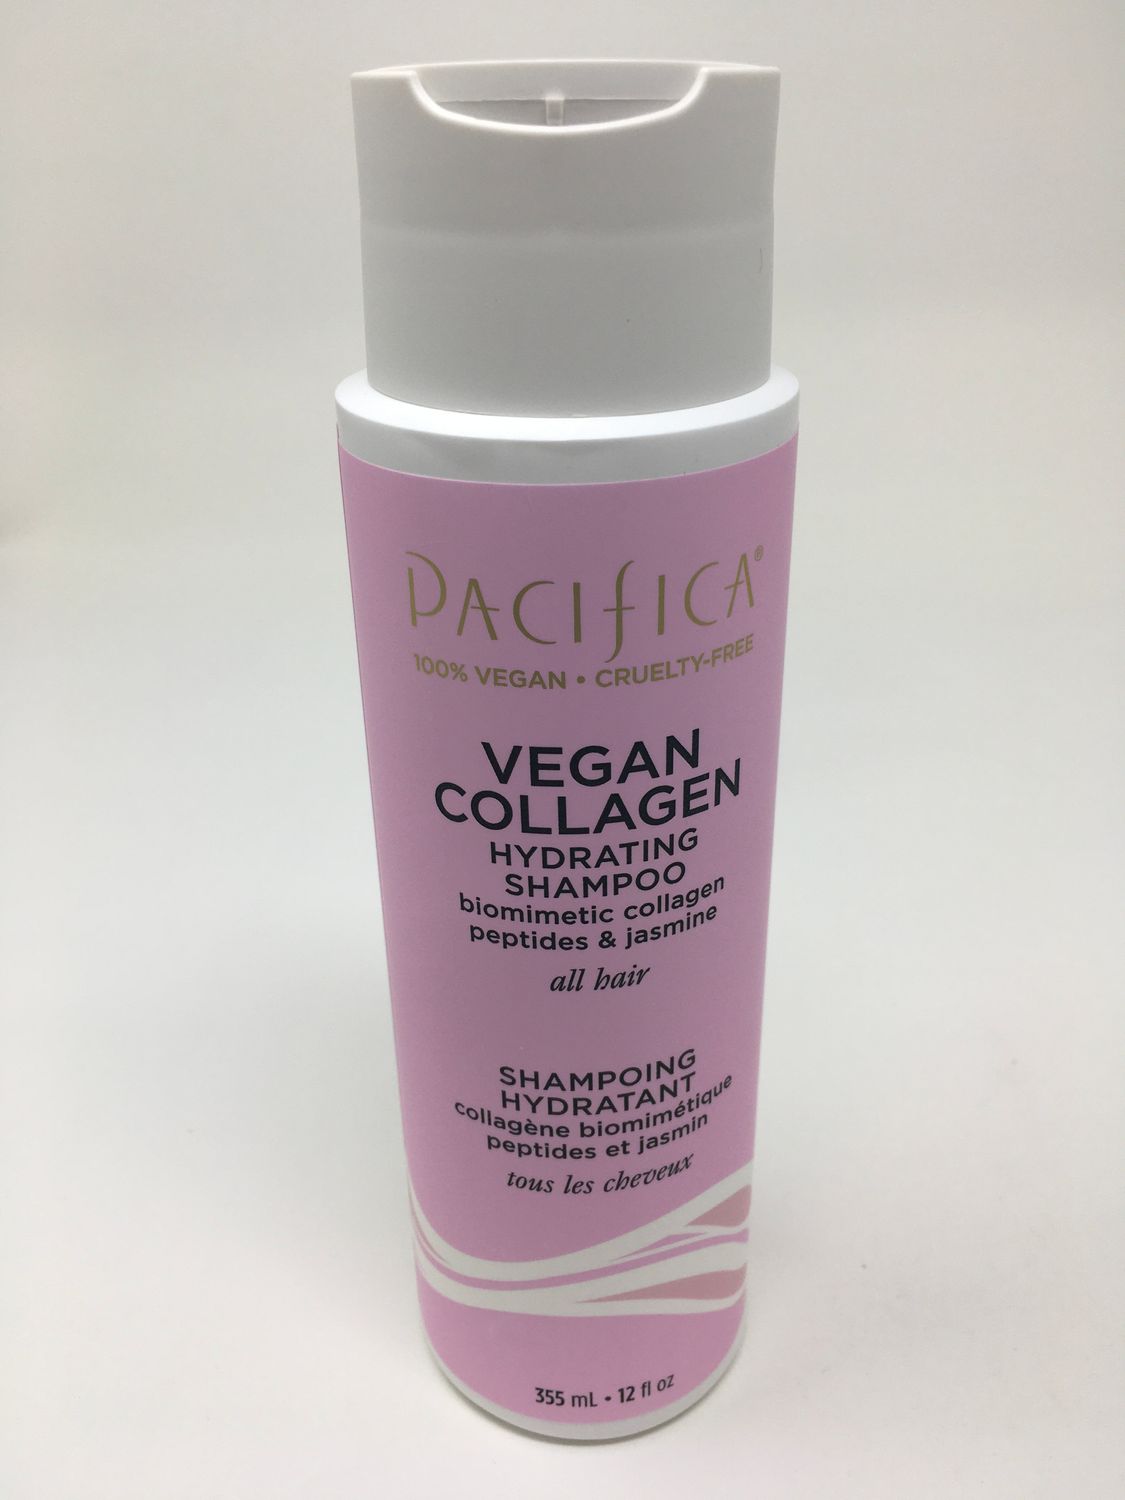 PACIFICA®
100% VEGAN • CRUELTY-FREE
VEGAN
COLLAGEN
HYDRATING
SHAMPOO
biomimetic collagen
peptides & jasmine
all hair
SHAMPOING
HYDRATANT
collagène biomimétique
peptides et jasmin
tous les cheveux
355 mL • 12 fl oz